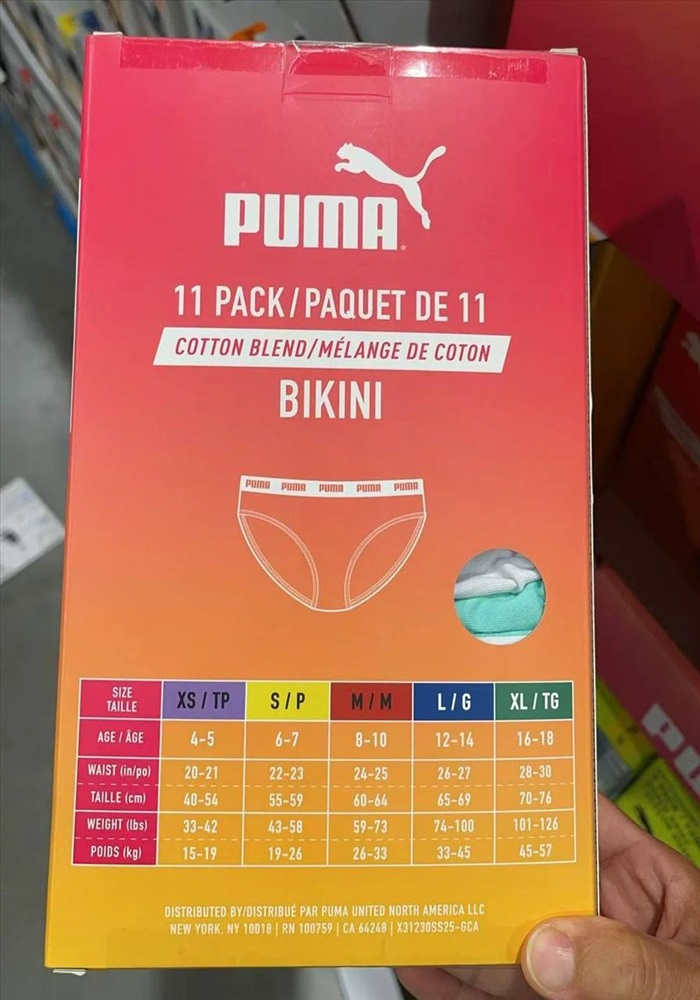 PUMA
11 PACK/PAQUET DE 11
COTTON BLEND/MÉLANGE DE COTON
BIKINI
PUMA PUMA PUMA PUMA PUMA
SIZE TAILLE XS / TP S / P M / M L / G XL / TG
AGE / ÂGE 4-5 6-7 8-10 12-14 16-18
WAIST (in/po) 20-21 22-23 24-25 26-27 28-30
TAILLE (cm) 40-54 55-59 60-64 65-69 70-76
WEIGHT (lbs) 33-42 43-58 59-73 74-100 101-126
POIDS (kg) 15-19 19-26 26-33 33-45 45-57
DISTRIBUTED BY/DISTRIBUÉ PAR PUMA UNITED NORTH AMERICA LLC
NEW YORK, NY 10018 | RN 100759 | CA 64248 | X31230SS25-GCA